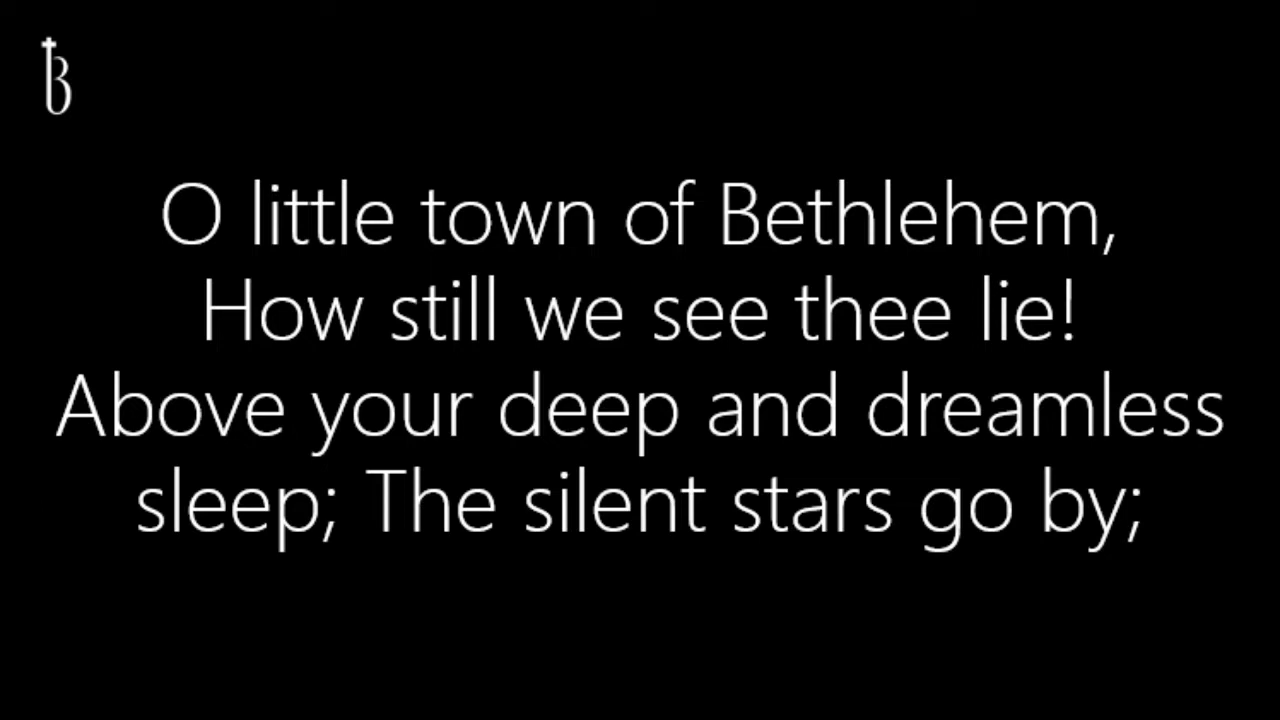 B
O little town of Bethlehem,
How still we see thee lie!
Above your deep and dreamless
sleep; The silent stars go by;